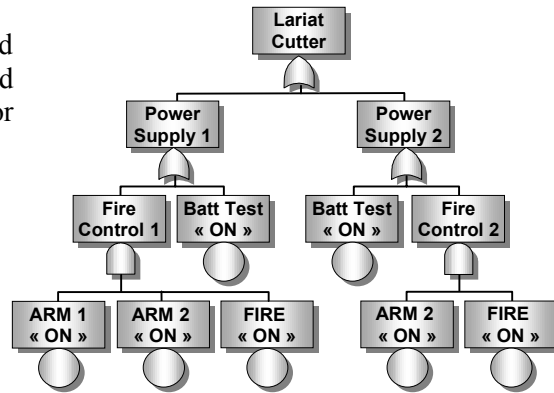 d
d
or
Lariat
Cutter
Power
Supply 1
Power
Supply 2
Fire
Control 1
Batt Test
« ON »
Batt Test
« ON »
Fire
Control 2
ARM 1
« ON »
ARM 2
« ON »
FIRE
« ON »
ARM 2
« ON »
FIRE
« ON »